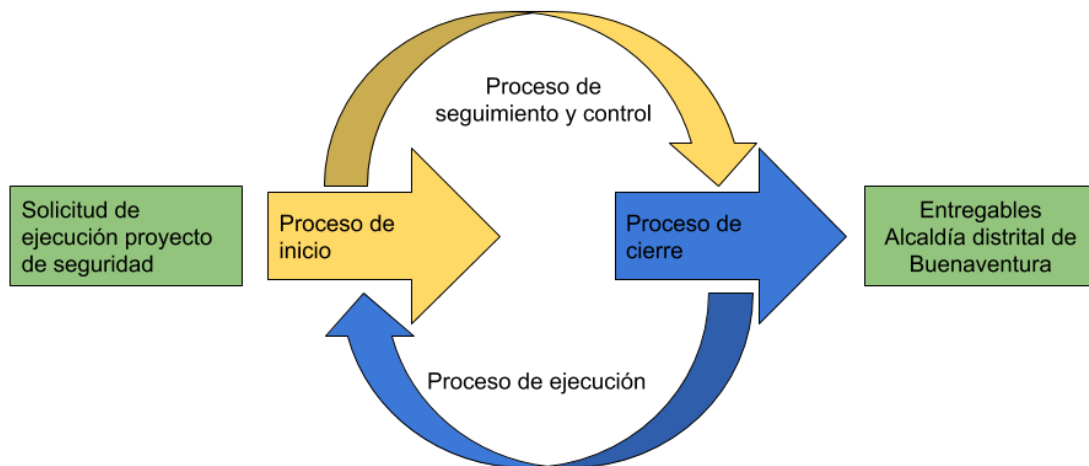 Proceso de
seguimiento y control
Solicitud de
ejecución proyecto
de seguridad
Proceso de
inicio
Proceso de
cierre
Entregables
Alcaldía distrital de
Buenaventura
Proceso de ejecución